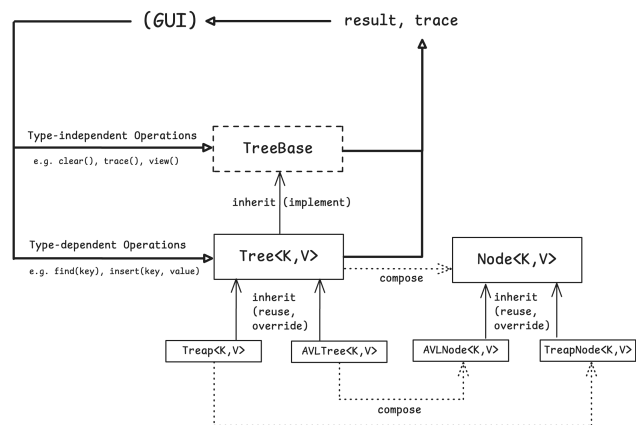 (GUI)
result, trace
Type-independent Operations
e.g. clear(), trace(), view()
TreeBase
inherit (implement)
Type-dependent Operations
e.g. find(key), insert(key, value)
Tree<K,V>
Node<K,V>
compose
inherit
(reuse,
override)
inherit
(reuse,
override)
Treap<K,V>
AVLTree<K,V>
AVLNode<K,V>
TreapNode<K,V>
compose